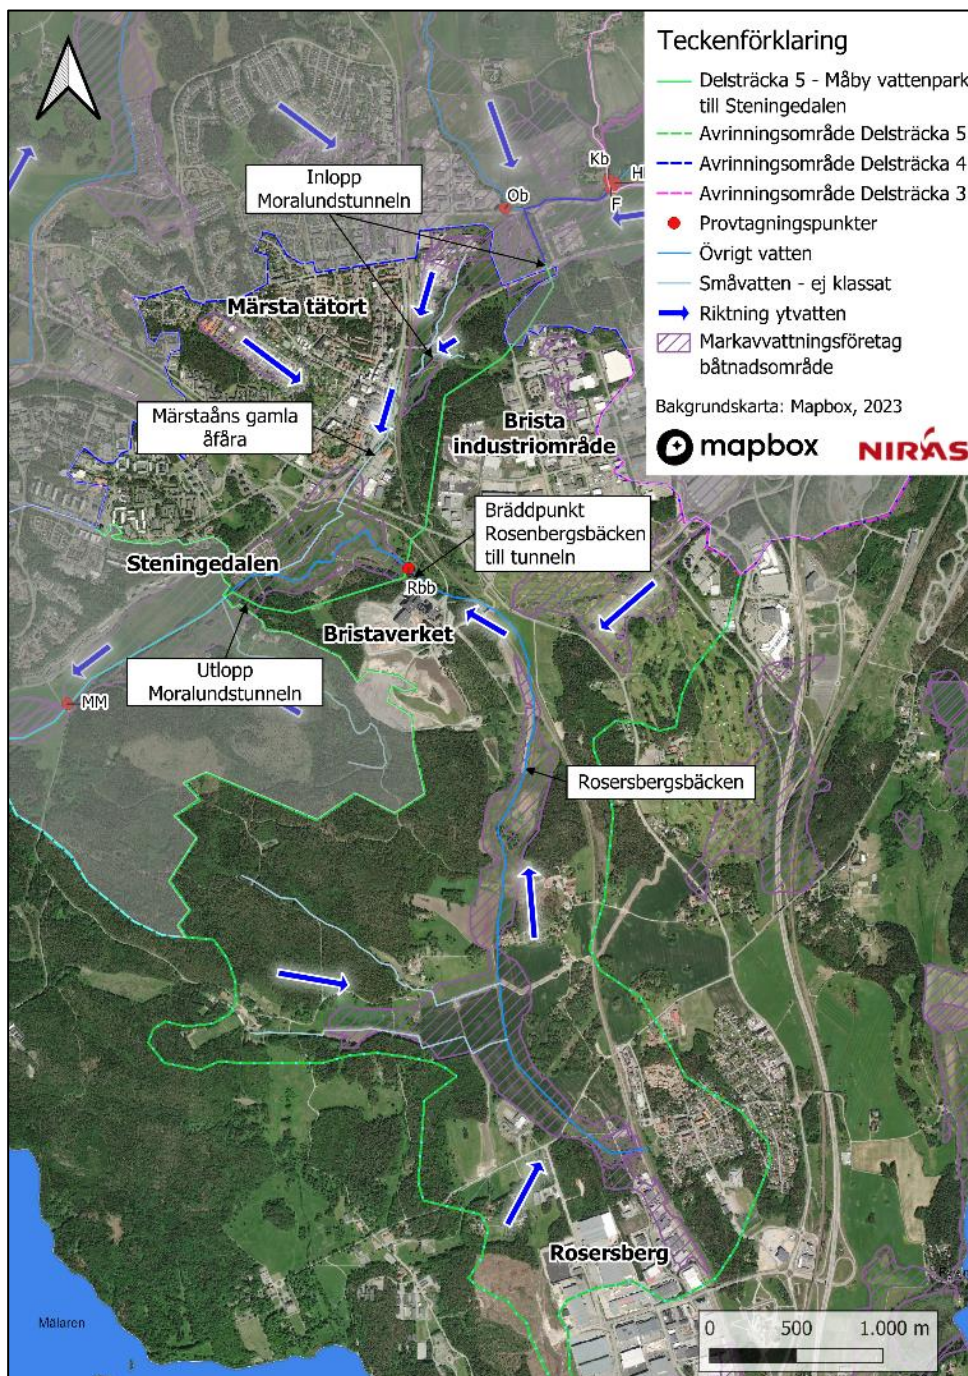 Teckenförklaring
Delsträcka 5 - Måby vattenpark
till Steningedalen
Avrinningsområde Delsträcka 5
Avrinningsområde Delsträcka 4
Avrinningsområde Delsträcka 3
Provtagningspunkter
Övrigt vatten
Småvatten - ej klassat
Riktning ytvatten
Markavvattningsföretag
båtnadsområde
Bakgrundskarta: Mapbox, 2023
mapbox
NIRAS
Kb
H
F
Ob
Inlopp
Moralundstunneln
Märsta tätort
Märstaåns gamla
åfåra
Brista
industriområde
Bräddpunkt
Rosenbergsbäcken
till tunneln
Steningedalen
Rbb
Bristaverket
Utlopp
Moralundstunneln
MM
Rosersbergsbäcken
Rosersberg
Mälaren
0 500 1.000 m